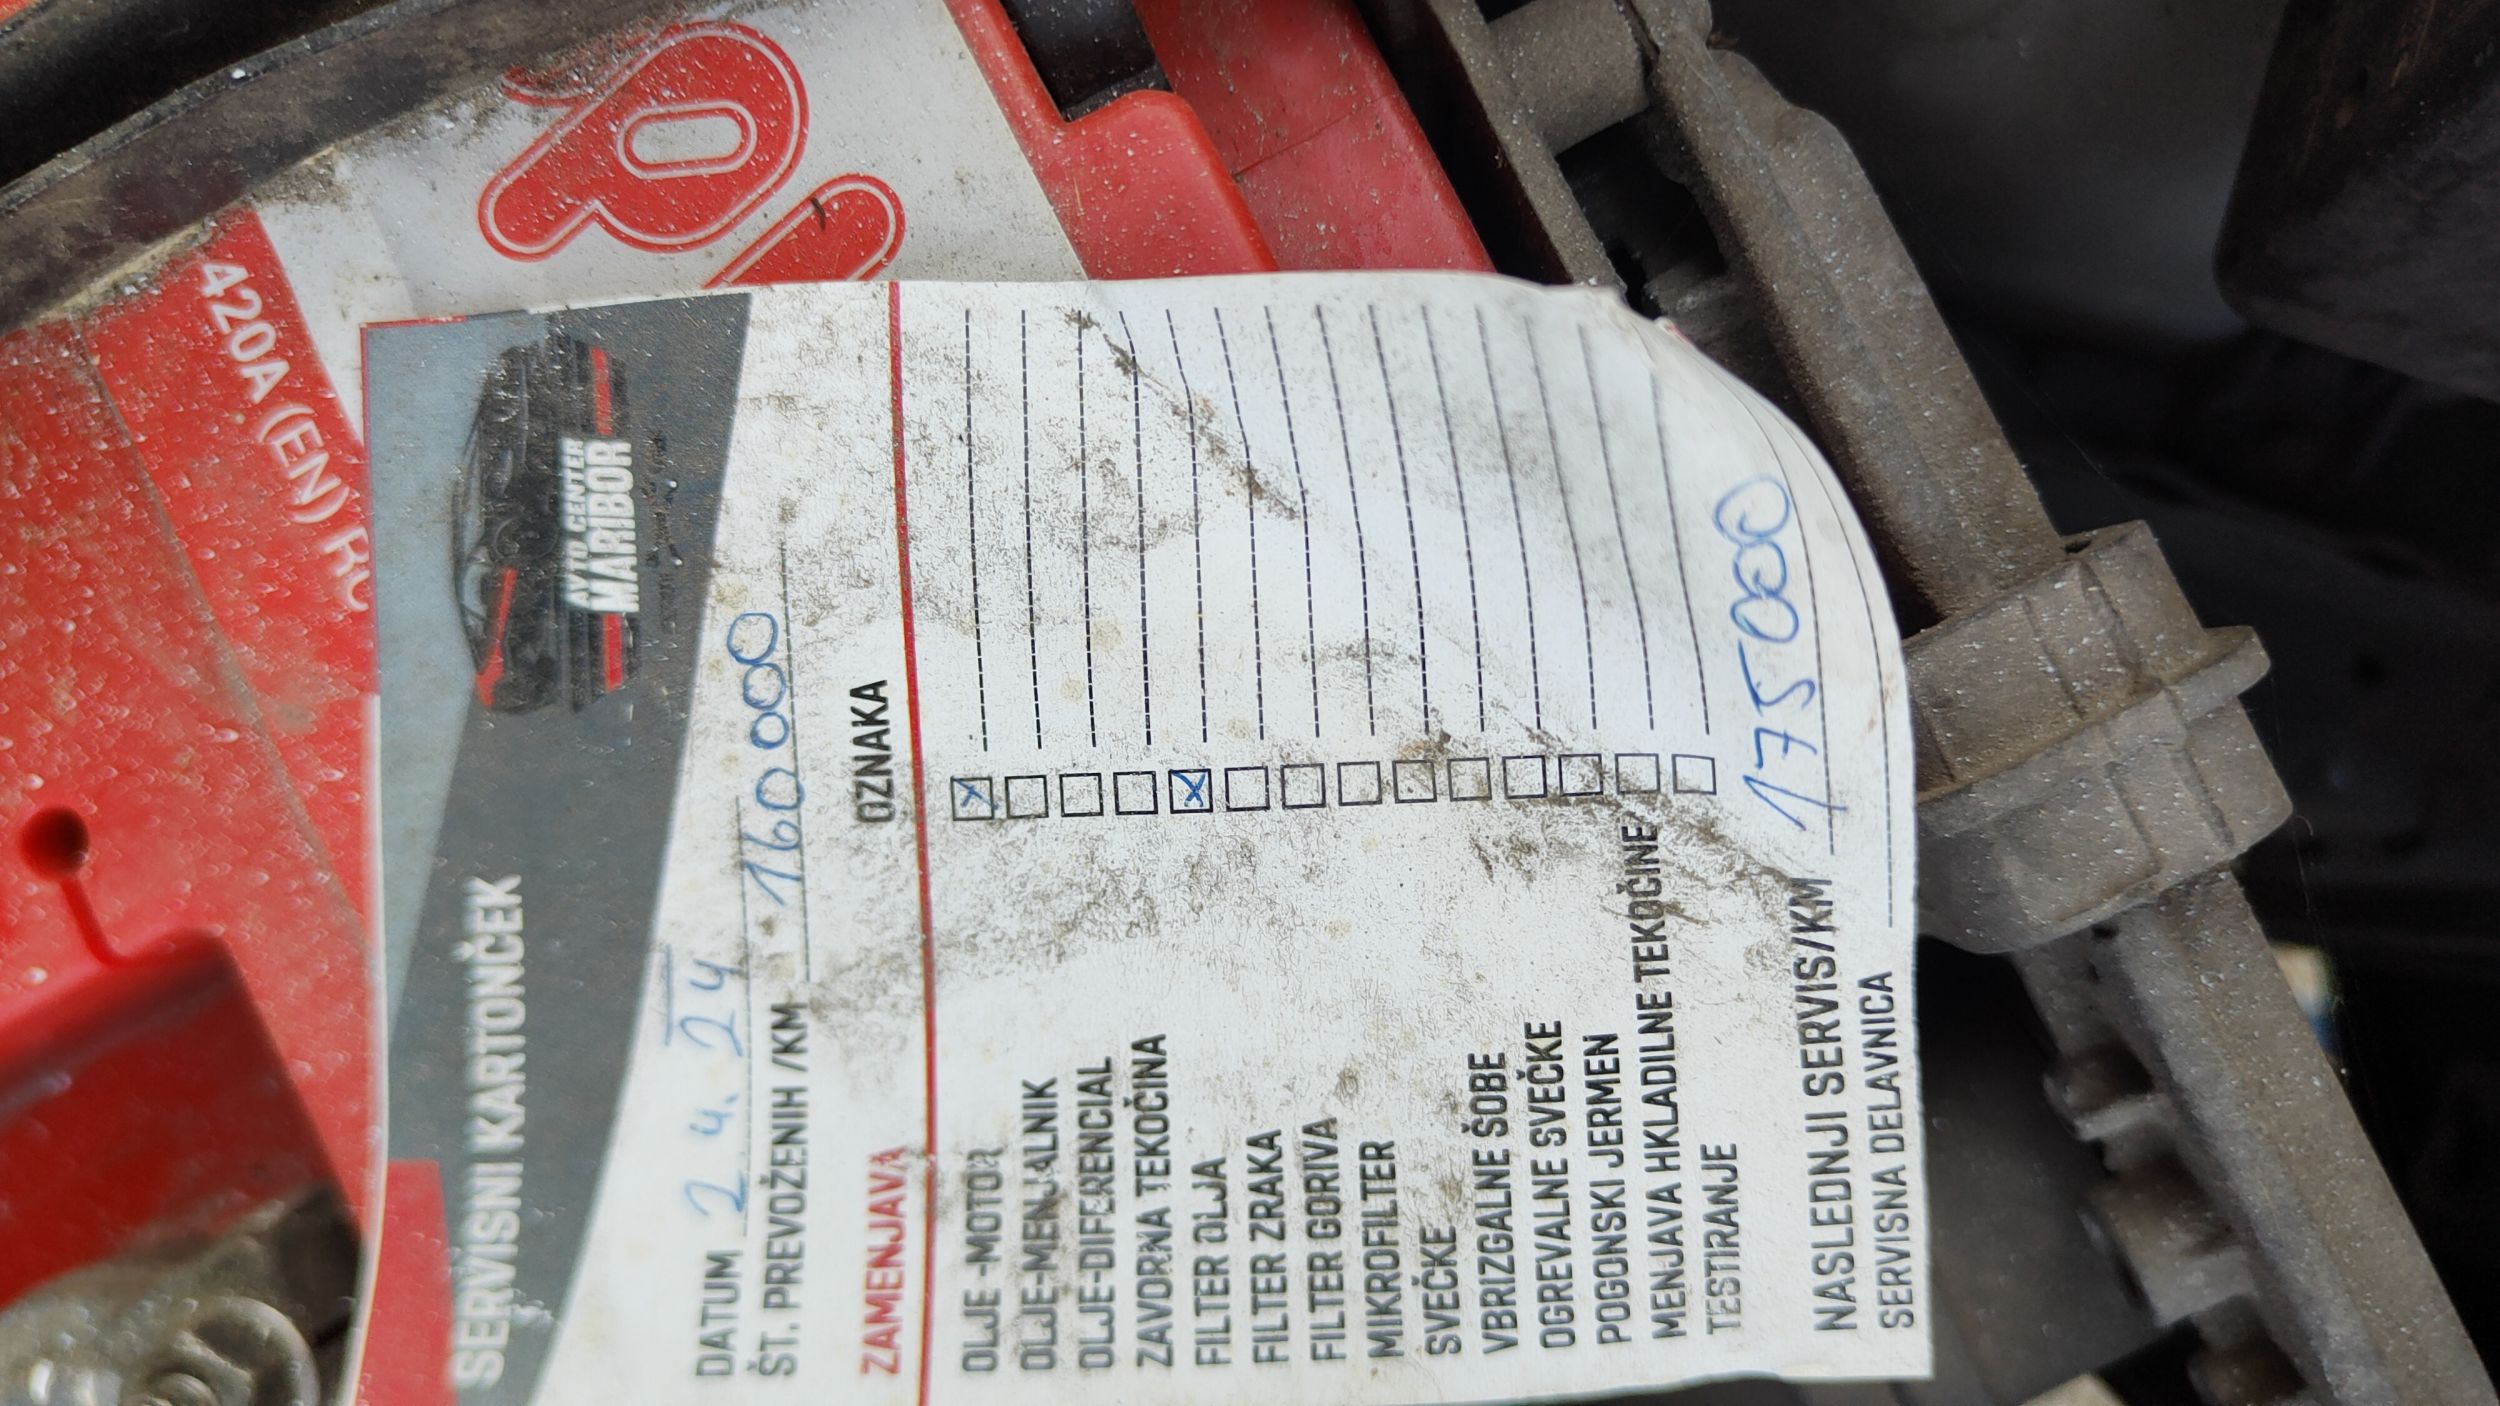 420A (EN)
SERVISNI KARTONČEK
AVTO CENTER
MARIBOR
DATUM 2.4.24
ŠT. PREVOŽENIH /KM 160 000
ZAMENJAVA OZNAKA
OLJE-MOTOR X
OLJE-MENJALNIK
OLJE-DIFERENCIAL
ZAVORNA TEKOČINA
FILTER OLJA X
FILTER ZRAKA
FILTER GORIVA
MIKROFILTER
SVEČKE
VBRIZGALNE ŠOBE
OGREVALNE SVEČKE
POGONSKI JERMEN
MENJAVA HKLADILNE TEKOČINE
TESTIRANJE
NASLEDNJI SERVIS/KM 175000
SERVISNA DELAVNICA